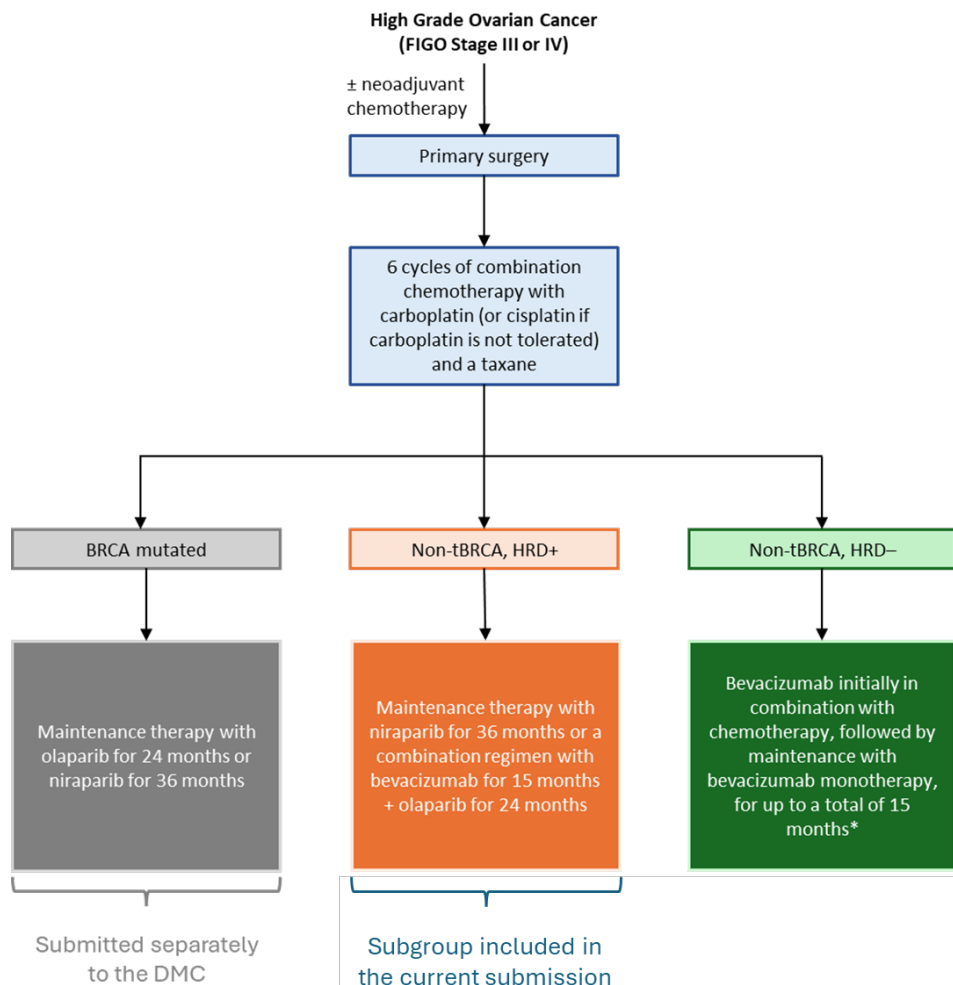 High Grade Ovarian Cancer
(FIGO Stage III or IV)
± neoadjuvant
chemotherapy
Primary surgery
6 cycles of combination
chemotherapy with
carboplatin (or cisplatin if
carboplatin is not tolerated)
and a taxane
BRCA mutated
Non-tBRCA, HRD+
Non-tBRCA, HRD–
Maintenance therapy with
olaparib for 24 months or
niraparib for 36 months
Maintenance therapy with
niraparib for 36 months or a
combination regimen with
bevacizumab for 15 months
+ olaparib for 24 months
Bevacizumab initially in
combination with
chemotherapy, followed by
maintenance with
bevacizumab monotherapy,
for up to a total of 15
months*
Submitted separately
to the DMC
Subgroup included in
the current submission